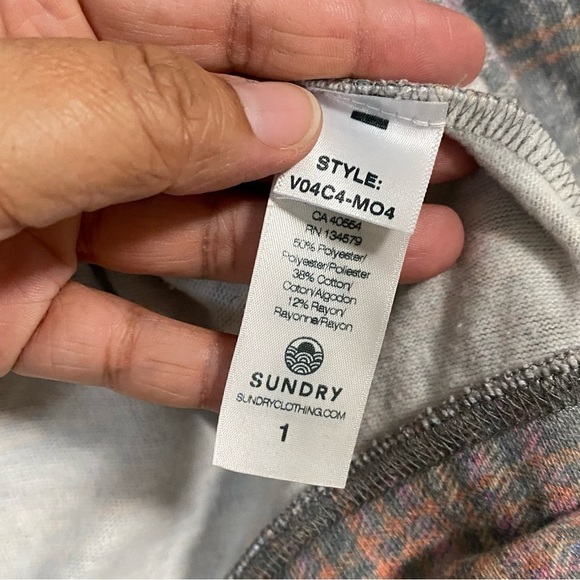 STYLE:
V04C4-MO4
CA 40554
RN 134579
50% Polyester/
Polyester/Poliester
38% Cotton/
Coton/Algodon
12% Rayon/
Rayonne/Rayon
SUNDRY
SUNDRYCLOTHING.COM
1